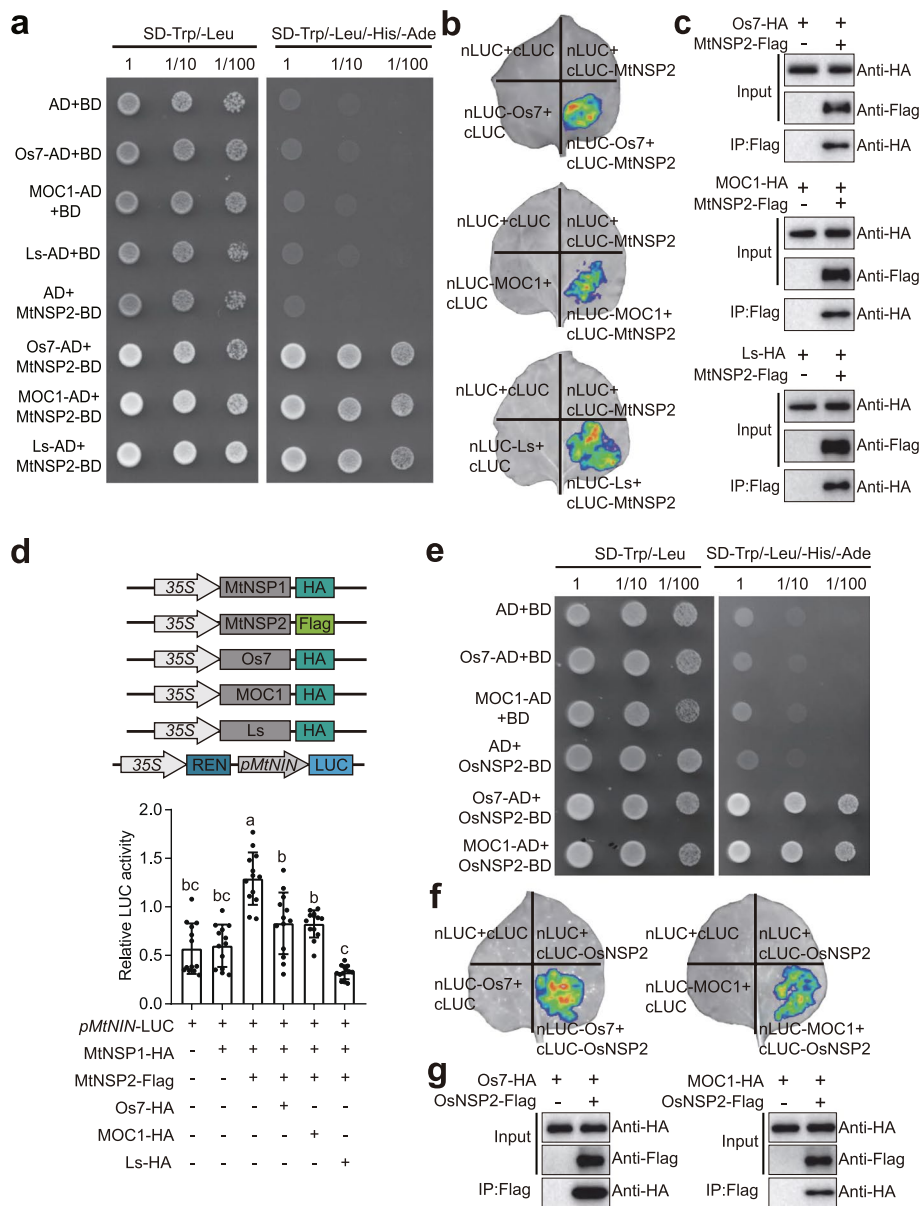 a
SD-Trp/-Leu SD-Trp/-Leu/-His/-Ade
1 1/10 1/100 1 1/10 1/100
AD+BD
Os7-AD+BD
MOC1-AD
+BD
Ls-AD+BD
AD+
MtNSP2-BD
Os7-AD+
MtNSP2-BD
MOC1-AD+
MtNSP2-BD
Ls-AD+
MtNSP2-BD
b
nLUC+cLUC nLUC+
cLUC-MtNSP2
nLUC-Os7+
cLUC
nLUC-Os7+
cLUC-MtNSP2
nLUC+cLUC nLUC+
cLUC-MtNSP2
nLUC-MOC1+
cLUC
nLUC-MOC1+
cLUC-MtNSP2
nLUC+cLUC nLUC+
cLUC-MtNSP2
nLUC-Ls+
cLUC
nLUC-Ls+
cLUC-MtNSP2
c
Os7-HA + +
MtNSP2-Flag - +
Input Anti-HA
Anti-Flag
IP:Flag Anti-HA
MOC1-HA + +
MtNSP2-Flag - +
Input Anti-HA
Anti-Flag
IP:Flag Anti-HA
Ls-HA + +
MtNSP2-Flag - +
Input Anti-HA
Anti-Flag
IP:Flag Anti-HA
d
35S MtNSP1 HA
35S MtNSP2 Flag
35S Os7 HA
35S MOC1 HA
35S Ls HA
35S REN pMtNIN LUC
Relative LUC activity
2.0
1.5
1.0
0.5
0.0
bc bc a b b c
pMtNIN-LUC + + + + + +
MtNSP1-HA - + + + + +
MtNSP2-Flag - - + + + +
Os7-HA - - - + - -
MOC1-HA - - - - + -
Ls-HA - - - - - +
e
SD-Trp/-Leu SD-Trp/-Leu/-His/-Ade
1 1/10 1/100 1 1/10 1/100
AD+BD
Os7-AD+BD
MOC1-AD
+BD
AD+
OsNSP2-BD
Os7-AD+
OsNSP2-BD
MOC1-AD+
OsNSP2-BD
f
nLUC+cLUC nLUC+
cLUC-OsNSP2
nLUC-Os7+
cLUC
nLUC-Os7+
cLUC-OsNSP2
nLUC+cLUC nLUC+
cLUC-OsNSP2
nLUC-MOC1+
cLUC
nLUC-MOC1+
cLUC-OsNSP2
g
Os7-HA + +
OsNSP2-Flag - +
Input Anti-HA
Anti-Flag
IP:Flag Anti-HA
MOC1-HA + +
OsNSP2-Flag - +
Input Anti-HA
Anti-Flag
IP:Flag Anti-HA